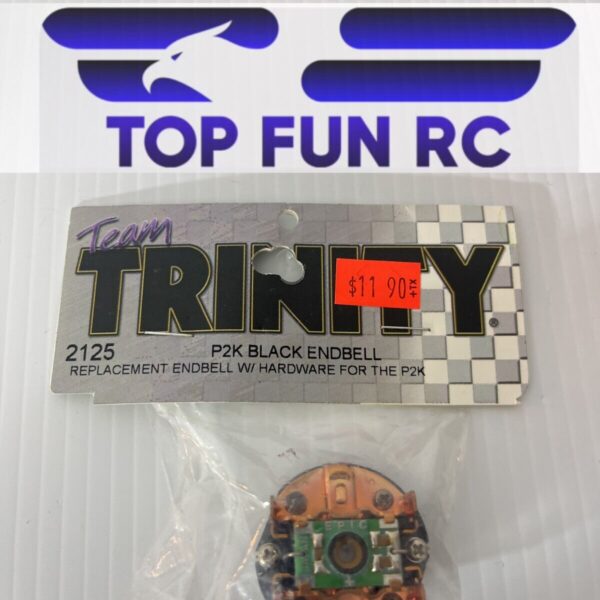 TOP FUN RC
Team
TRINITY®
$11 90 +TX
2125 P2K BLACK ENDBELL
REPLACEMENT ENDBELL W/ HARDWARE FOR THE P2K
EPIC